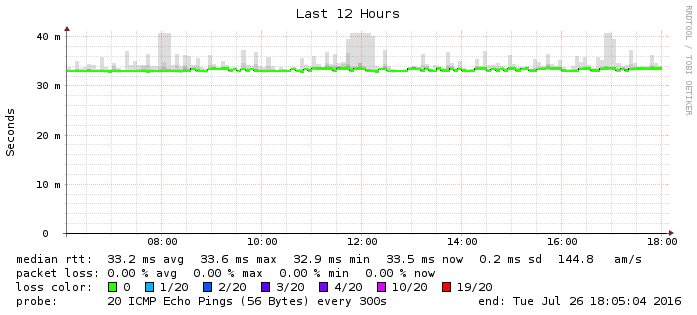 Last 12 Hours
RRDTOOL / TOBI OETIKER
Seconds
40 m
30 m
20 m
10 m
0
08:00 10:00 12:00 14:00 16:00 18:00
median rtt: 33.2 ms avg 33.6 ms max 32.9 ms min 33.5 ms now 0.2 ms sd 144.8 am/s
packet loss: 0.00 % avg 0.00 % max 0.00 % min 0.00 % now
loss color: 0 1/20 2/20 3/20 4/20 10/20 19/20
probe: 20 ICMP Echo Pings (56 Bytes) every 300s end: Tue Jul 26 18:05:04 2016